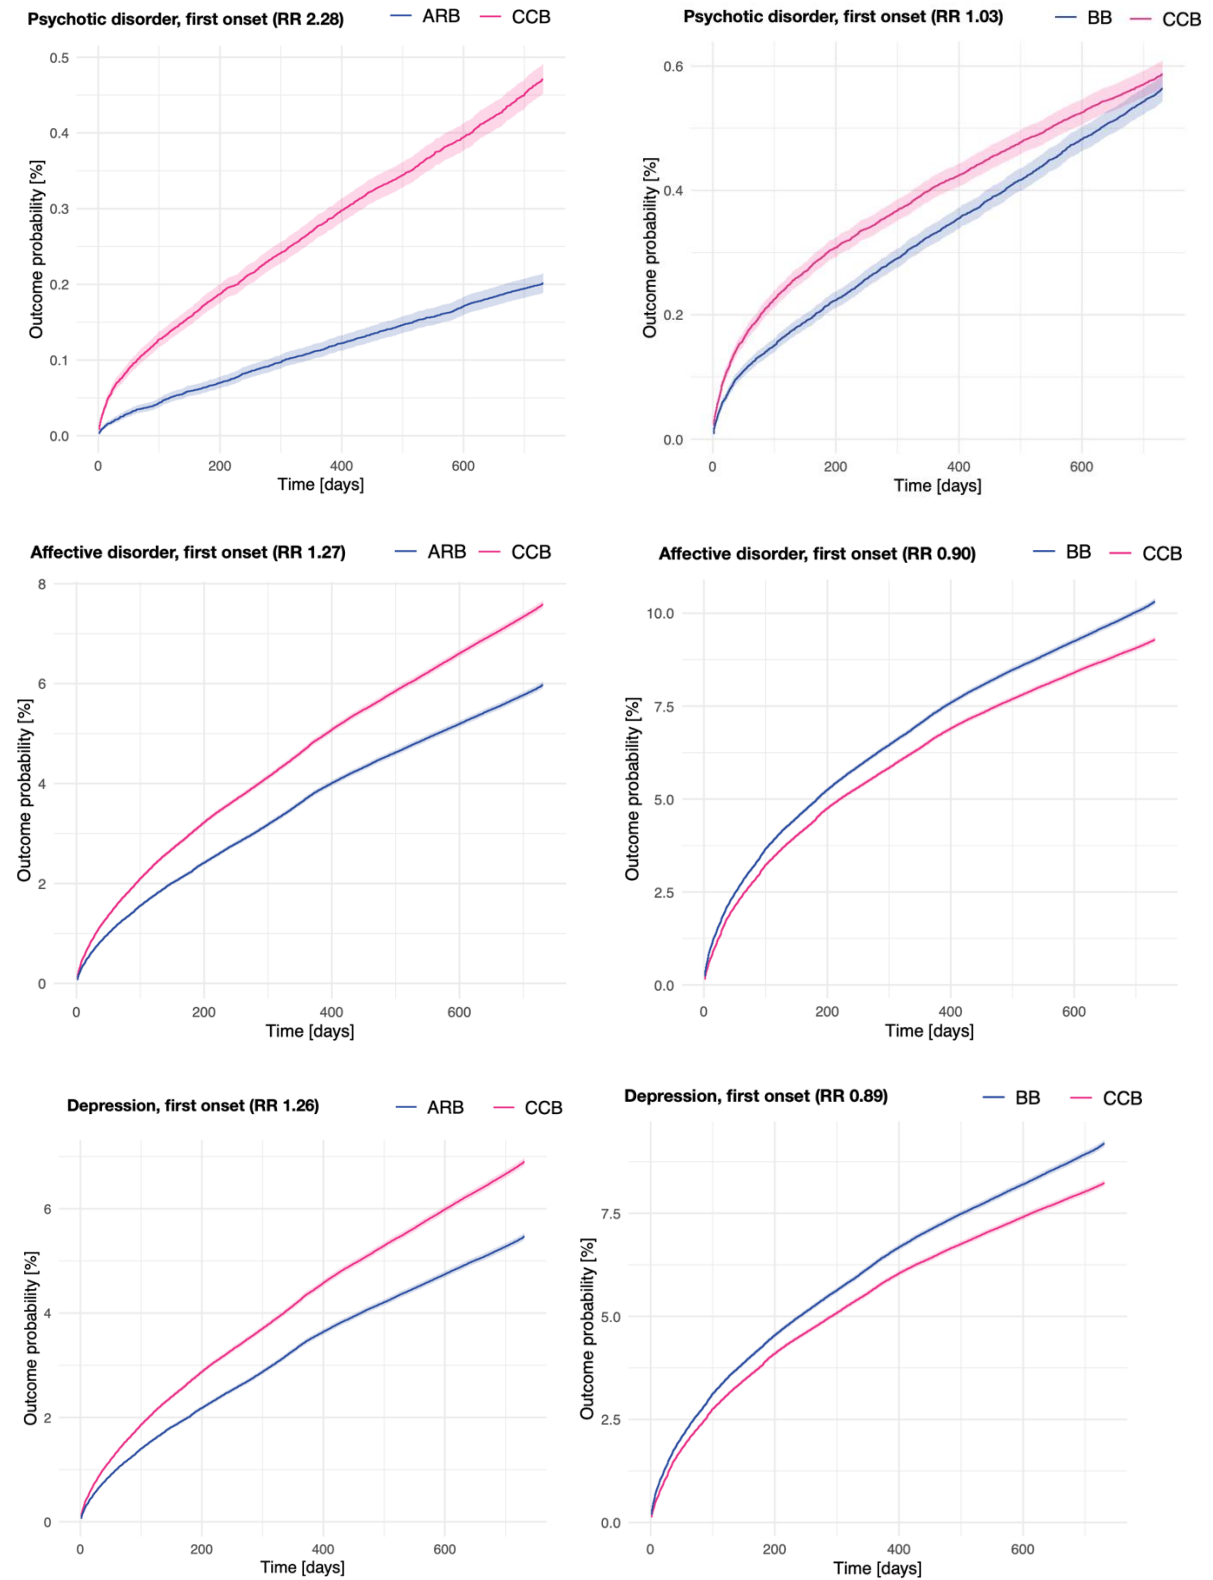 Psychotic disorder, first onset (RR 2.28) ARB CCB
Outcome probability [%]
0.5
0.4
0.3
0.2
0.1
0.0
0 200 400 600
Time [days]
Psychotic disorder, first onset (RR 1.03) BB CCB
Outcome probability [%]
0.6
0.4
0.2
0.0
0 200 400 600
Time [days]
Affective disorder, first onset (RR 1.27) ARB CCB
Outcome probability [%]
8
6
4
2
0
0 200 400 600
Time [days]
Affective disorder, first onset (RR 0.90) BB CCB
Outcome probability [%]
10.0
7.5
5.0
2.5
0.0
0 200 400 600
Time [days]
Depression, first onset (RR 1.26) ARB CCB
Outcome probability [%]
6
4
2
0
0 200 400 600
Time [days]
Depression, first onset (RR 0.89) BB CCB
Outcome probability [%]
7.5
5.0
2.5
0.0
0 200 400 600
Time [days]